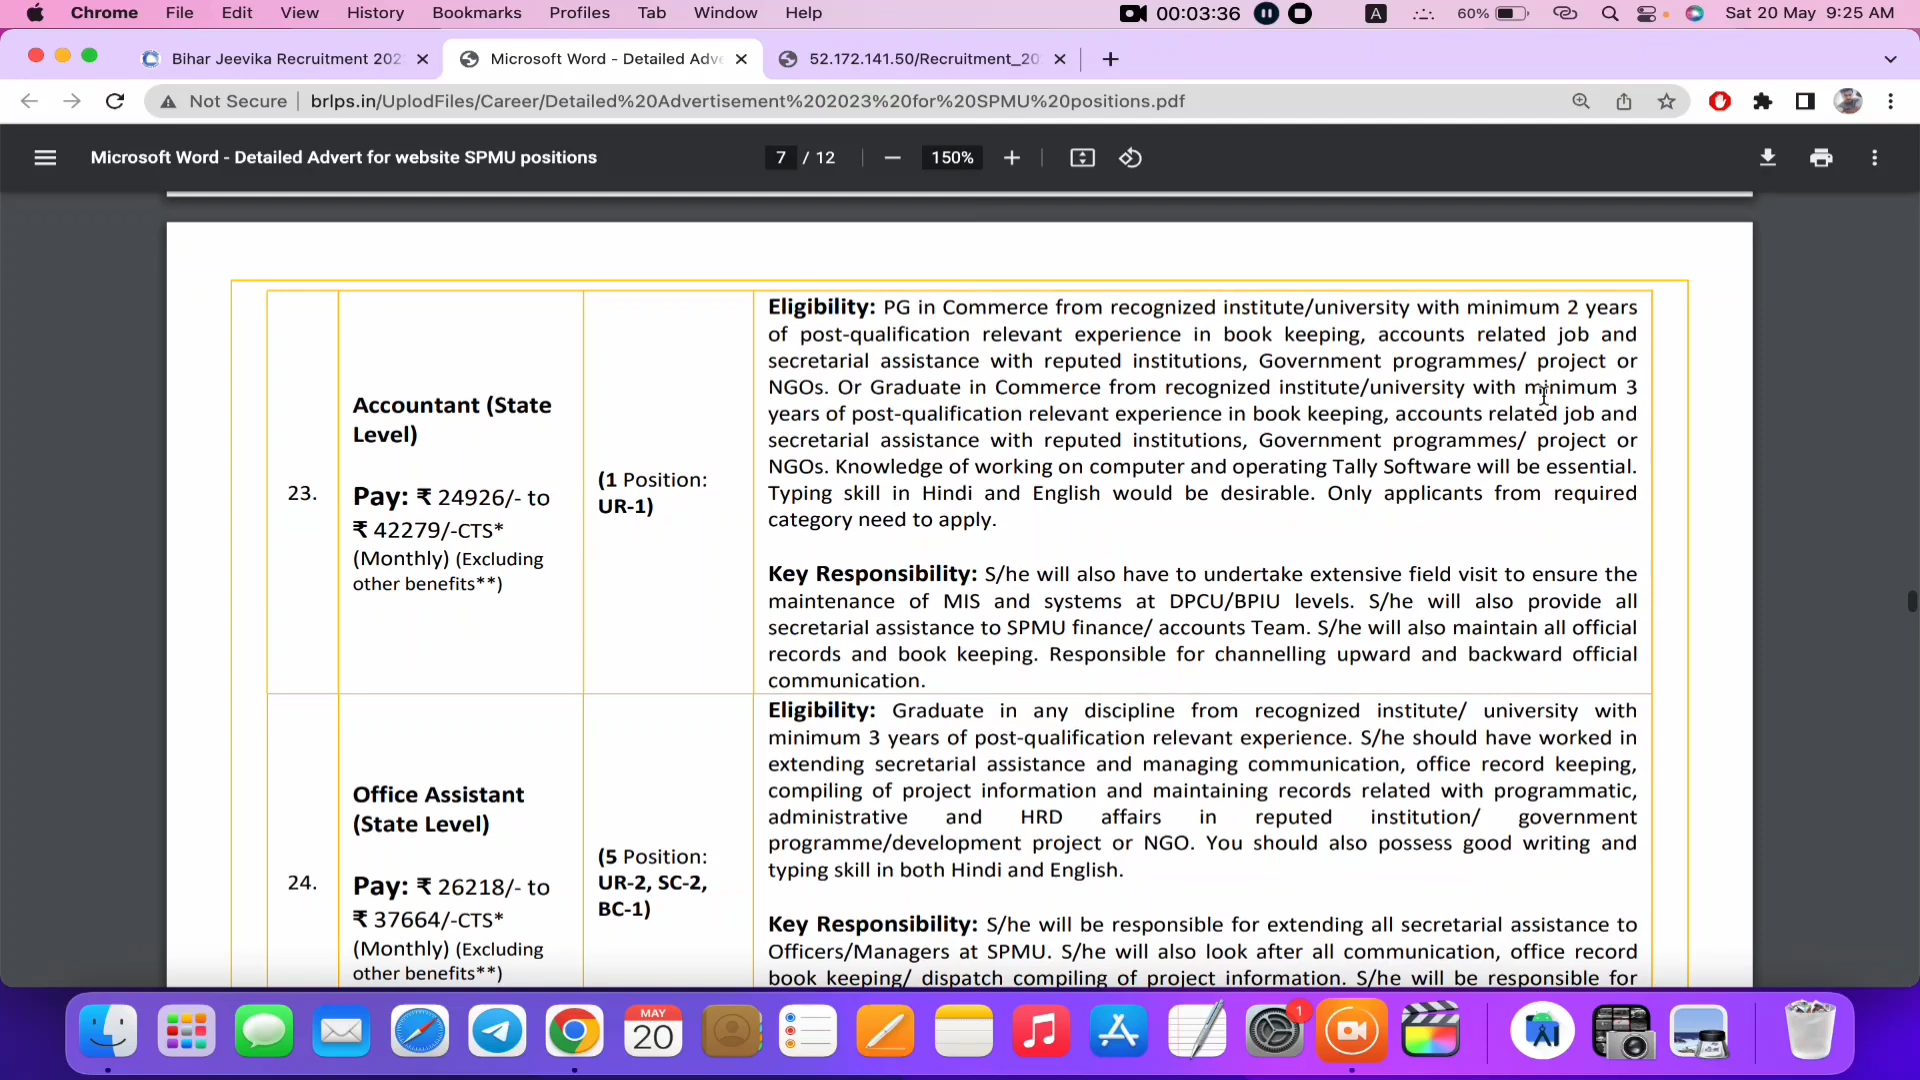 Chrome File Edit View History Bookmarks Profiles Tab Window Help 00:03:36 A 60% Sat 20 May 9:25 AM
Bihar Jeevika Recruitment 202 Microsoft Word - Detailed Adve 52.172.141.50/Recruitment_20
Not Secure brlps.in/UplodFiles/Career/Detailed%20Advertisement%202023%20for%20SPMU%20positions.pdf
Microsoft Word - Detailed Advert for website SPMU positions 7 / 12 150%
23.
Accountant (State
Level)
Pay: ₹ 24926/- to
₹ 42279/-CTS*
(Monthly) (Excluding
other benefits**)
(1 Position:
UR-1)
Eligibility: PG in Commerce from recognized institute/university with minimum 2 years
of post-qualification relevant experience in book keeping, accounts related job and
secretarial assistance with reputed institutions, Government programmes/ project or
NGOs. Or Graduate in Commerce from recognized institute/university with minimum 3
years of post-qualification relevant experience in book keeping, accounts related job and
secretarial assistance with reputed institutions, Government programmes/ project or
NGOs. Knowledge of working on computer and operating Tally Software will be essential.
Typing skill in Hindi and English would be desirable. Only applicants from required
category need to apply.
Key Responsibility: S/he will also have to undertake extensive field visit to ensure the
maintenance of MIS and systems at DPCU/BPIU levels. S/he will also provide all
secretarial assistance to SPMU finance/ accounts Team. S/he will also maintain all official
records and book keeping. Responsible for channelling upward and backward official
communication.
24.
Office Assistant
(State Level)
Pay: ₹ 26218/- to
₹ 37664/-CTS*
(Monthly) (Excluding
other benefits**)
(5 Position:
UR-2, SC-2,
BC-1)
Eligibility: Graduate in any discipline from recognized institute/ university with
minimum 3 years of post-qualification relevant experience. S/he should have worked in
extending secretarial assistance and managing communication, office record keeping,
compiling of project information and maintaining records related with programmatic,
administrative and HRD affairs in reputed institution/ government
programme/development project or NGO. You should also possess good writing and
typing skill in both Hindi and English.
Key Responsibility: S/he will be responsible for extending all secretarial assistance to
Officers/Managers at SPMU. S/he will also look after all communication, office record
book keeping/ dispatch compiling of project information. S/he will be responsible for
MAY
20
1